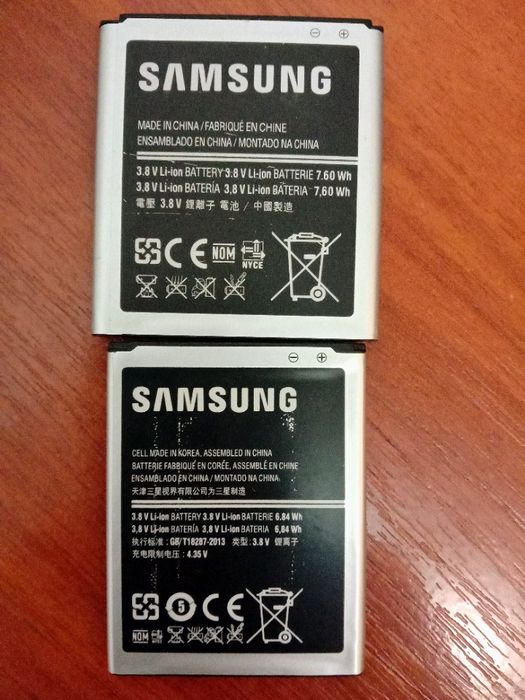 SAMSUNG
MADE IN CHINA / FABRIQUÉ EN CHINE
ENSAMBLADO EN CHINA / MONTADO NA CHINA
3.8 V Li-ion BATTERY 3.8 V Li-ion BATTERIE 7.60 Wh
3,8 V Li-ion BATERÍA 3,8 V Li-ion BATERIA 7,60 Wh
電壓 3.8 V 鋰離子 電池 / 中國製造
CE NOM NYCE
SAMSUNG
CELL MADE IN KOREA, ASSEMBLED IN CHINA
BATTERIE FABRIQUÉ EN CORÉE, ASSEMBLÉ EN CHINE
ENSAMBLADO EN CHINA / MONTADO NA CHINA
天津三星视界有限公司为三星制造
3.8 V Li-ion BATTERY 3.8 V Li-ion BATTERIE 6.84 Wh
3,8 V Li-ion BATERÍA 3,8 V Li-ion BATERIA 6,84 Wh
执行标准: GB/T18287-2013 类型: 3.8 V 锂离子
充电限制电压: 4.35 V
5 CE
NOM